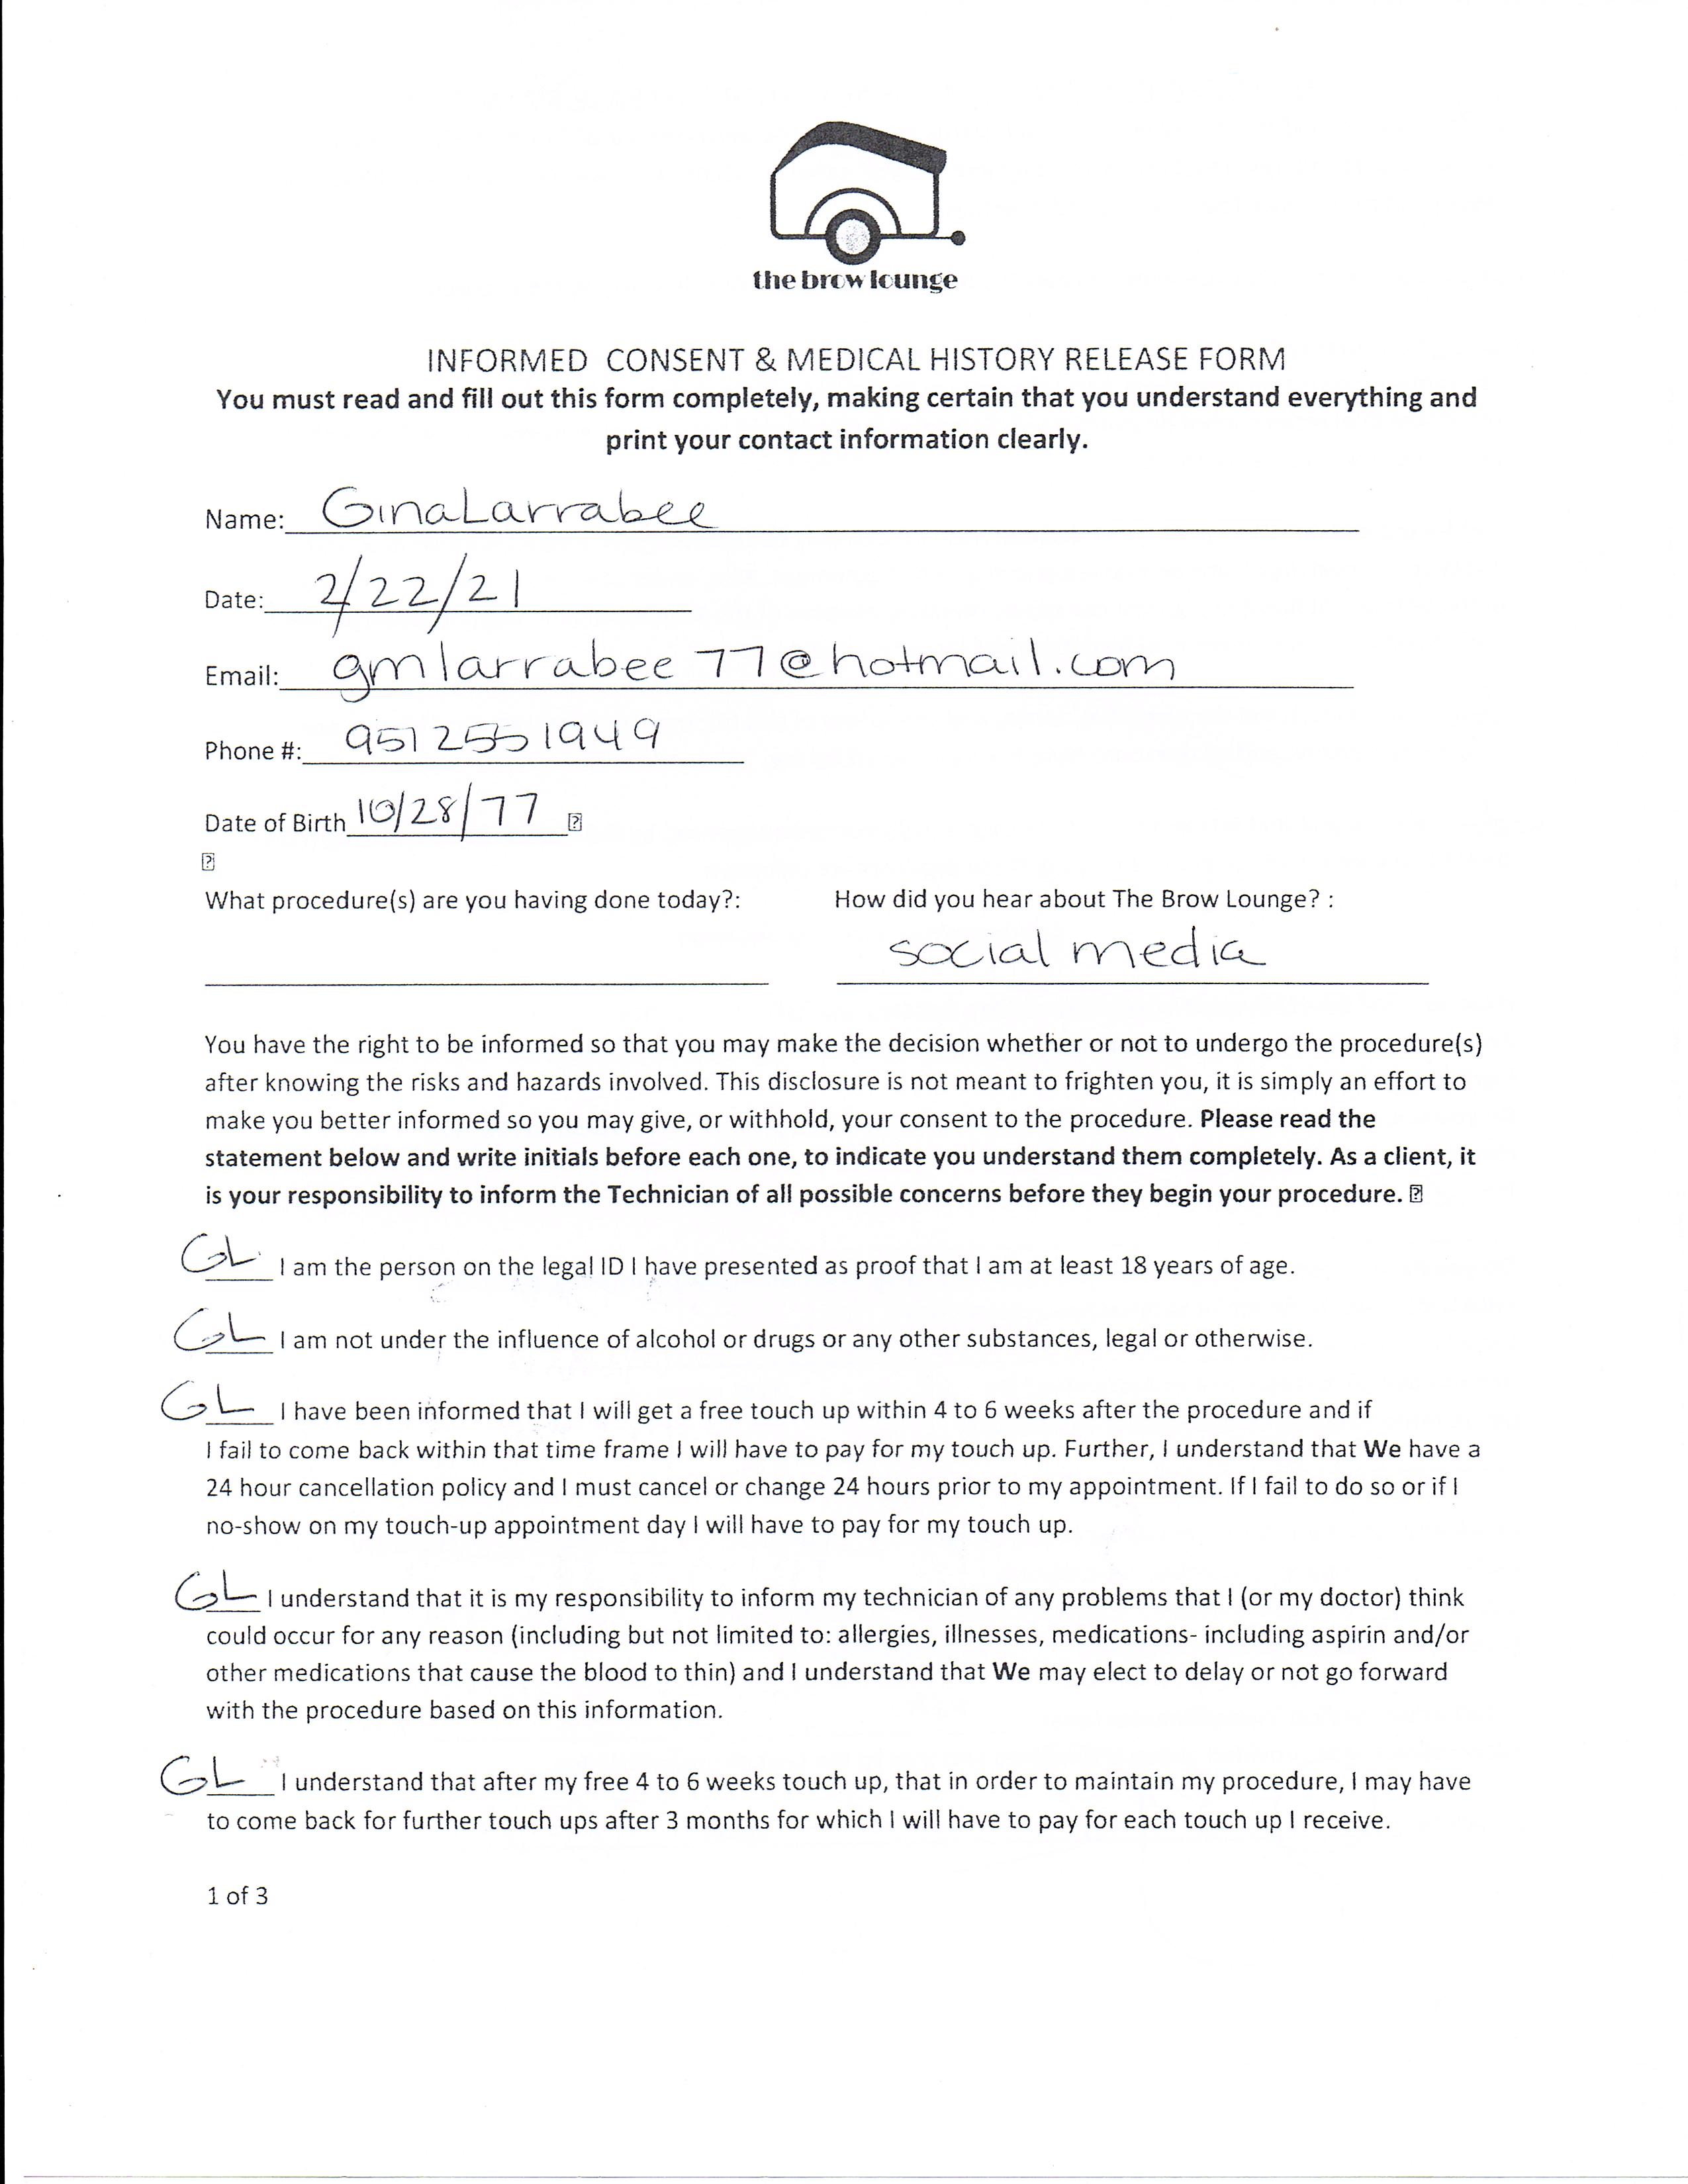 the brow lounge
INFORMED CONSENT & MEDICAL HISTORY RELEASE FORM
You must read and fill out this form completely, making certain that you understand everything and
print your contact information clearly.
Name: Gina Larrabee
Date: 2/22/21
Email: gmlarrabee77@hotmail.com
Phone #: 951 255 1949
Date of Birth 10/28/77
What procedure(s) are you having done today?: How did you hear about The Brow Lounge? :
social media
You have the right to be informed so that you may make the decision whether or not to undergo the procedure(s)
after knowing the risks and hazards involved. This disclosure is not meant to frighten you, it is simply an effort to
make you better informed so you may give, or withhold, your consent to the procedure. Please read the
statement below and write initials before each one, to indicate you understand them completely. As a client, it
is your responsibility to inform the Technician of all possible concerns before they begin your procedure.
GL I am the person on the legal ID I have presented as proof that I am at least 18 years of age.
GL I am not under the influence of alcohol or drugs or any other substances, legal or otherwise.
GL I have been informed that I will get a free touch up within 4 to 6 weeks after the procedure and if
I fail to come back within that time frame I will have to pay for my touch up. Further, I understand that We have a
24 hour cancellation policy and I must cancel or change 24 hours prior to my appointment. If I fail to do so or if I
no-show on my touch-up appointment day I will have to pay for my touch up.
GL I understand that it is my responsibility to inform my technician of any problems that I (or my doctor) think
could occur for any reason (including but not limited to: allergies, illnesses, medications- including aspirin and/or
other medications that cause the blood to thin) and I understand that We may elect to delay or not go forward
with the procedure based on this information.
GL I understand that after my free 4 to 6 weeks touch up, that in order to maintain my procedure, I may have
to come back for further touch ups after 3 months for which I will have to pay for each touch up I receive.
1 of 3